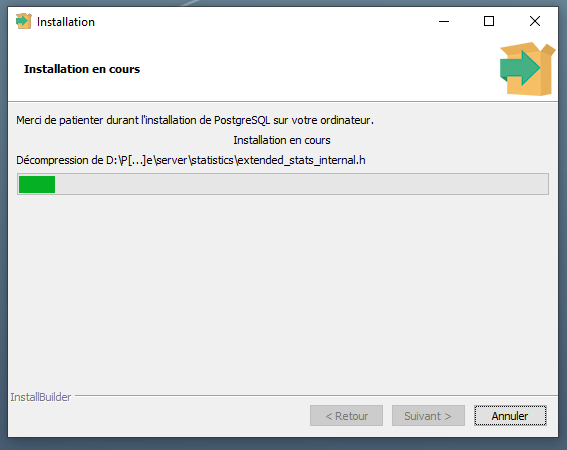 Installation
Installation en cours
Merci de patienter durant l'installation de PostgreSQL sur votre ordinateur.
Installation en cours
Décompression de D:\P[...]e\server\statistics\extended_stats_internal.h
InstallBuilder
< Retour
Suivant >
Annuler